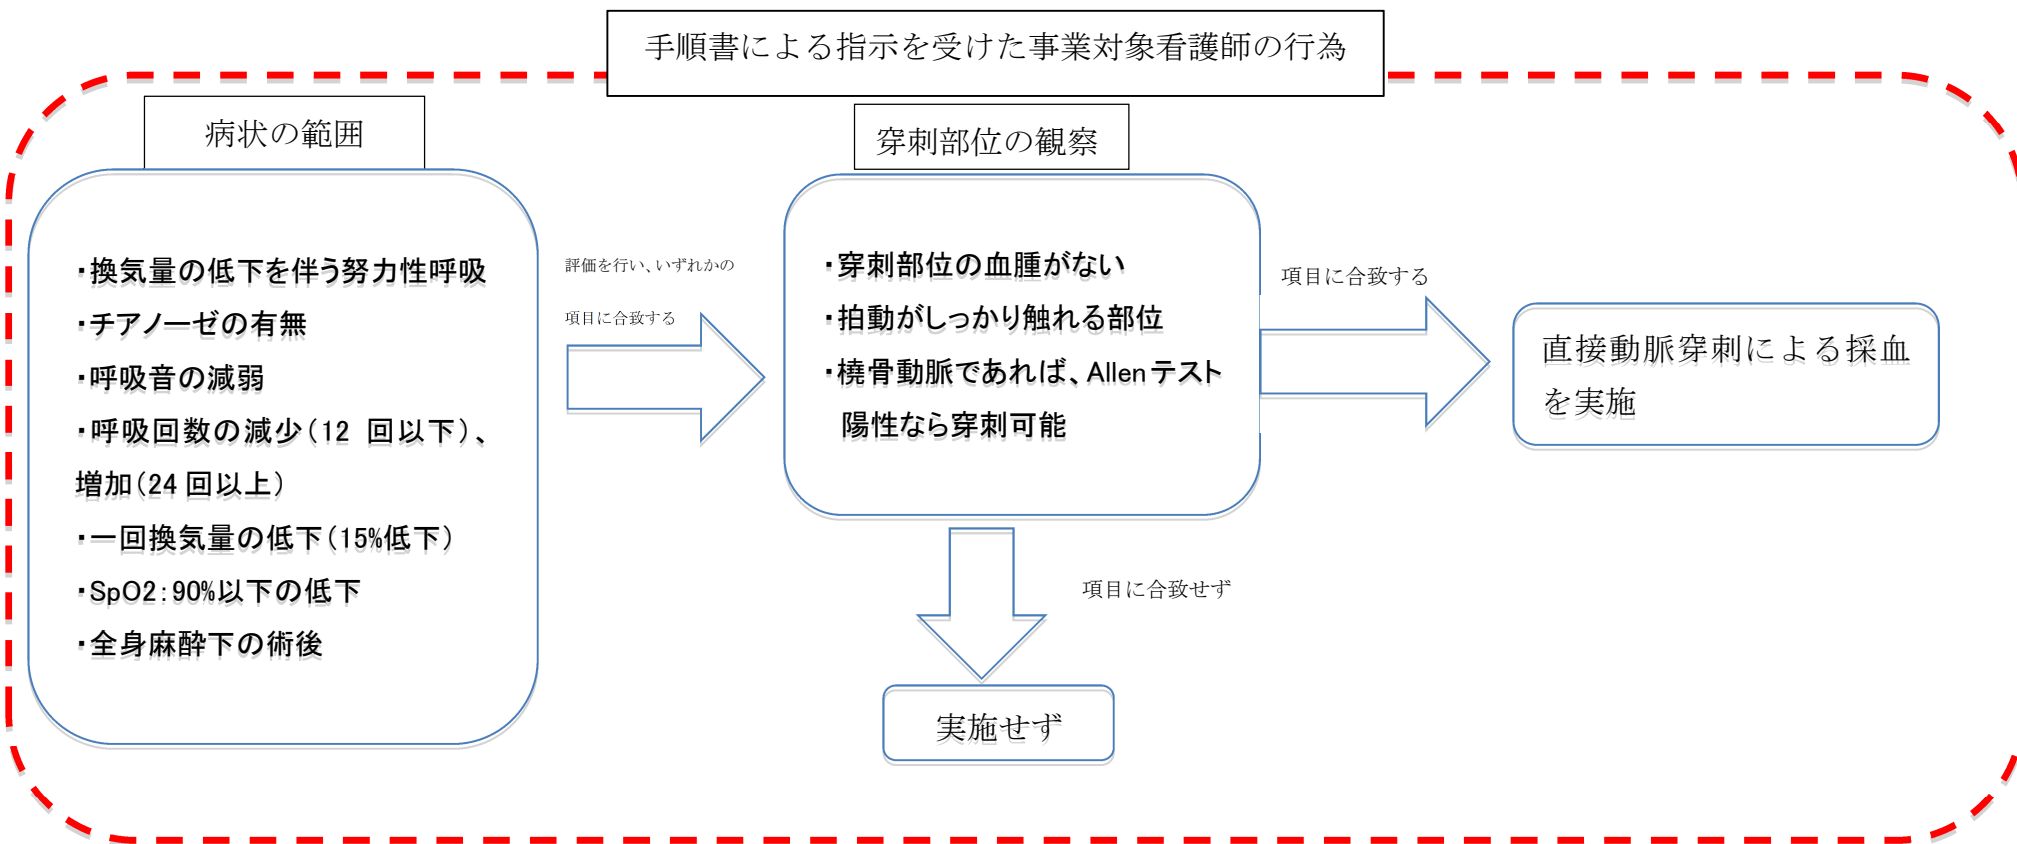 手順書による指示を受けた事業対象看護師の行為
病状の範囲
・換気量の低下を伴う努力性呼吸
・チアノーゼの有無
・呼吸音の減弱
・呼吸回数の減少(12 回以下)、
増加(24 回以上)
・一回換気量の低下(15%低下)
・SpO2:90%以下の低下
・全身麻酔下の術後
評価を行い、いずれかの
項目に合致する
穿刺部位の観察
・穿刺部位の血腫がない
・拍動がしっかり触れる部位
・橈骨動脈であれば、Allen テスト
陽性なら穿刺可能
項目に合致する
直接動脈穿刺による採血
を実施
項目に合致せず
実施せず